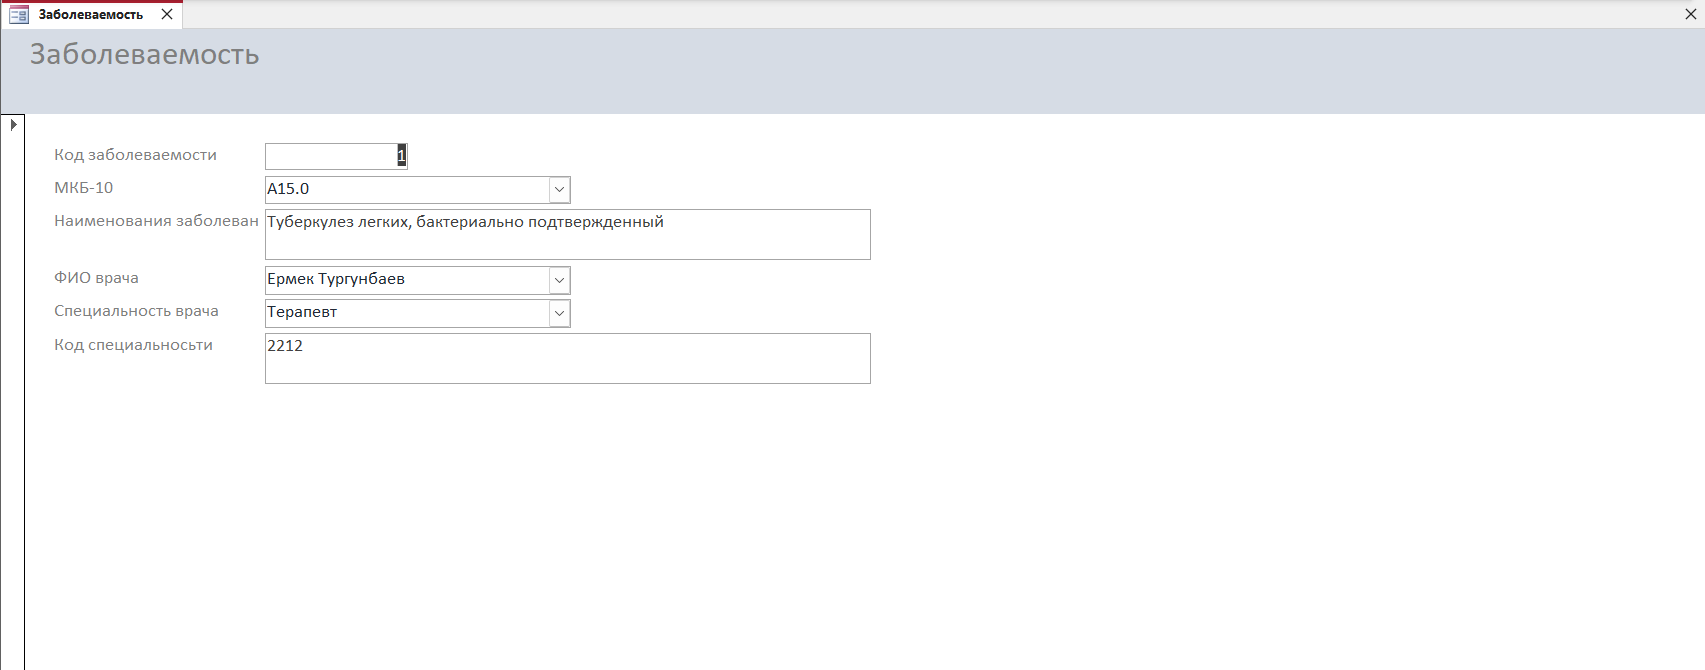 Заболеваемость
Заболеваемость
Код заболеваемости 1
МКБ-10 A15.0
Наименования заболеван Туберкулез легких, бактериально подтвержденный
ФИО врача Ермек Тургунбаев
Специальность врача Терапевт
Код специальносьти 2212